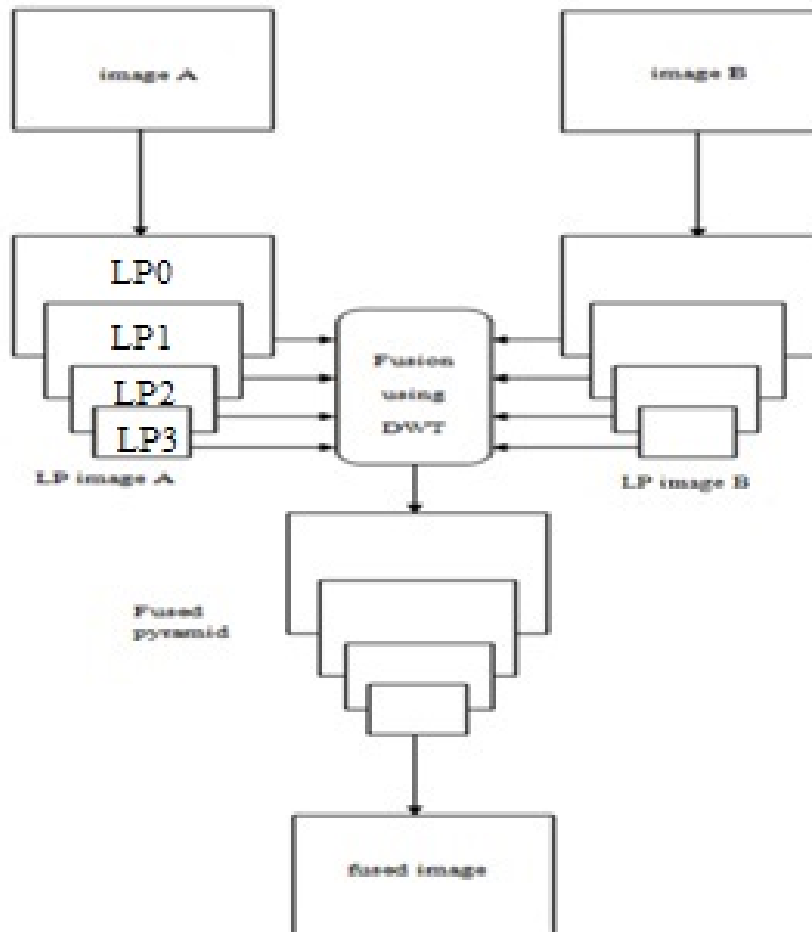 image A
image B
LP0
LP1
LP2
LP3
Fusion
using
DWT
LP image A
LP image B
Fused
pyramid
fused image